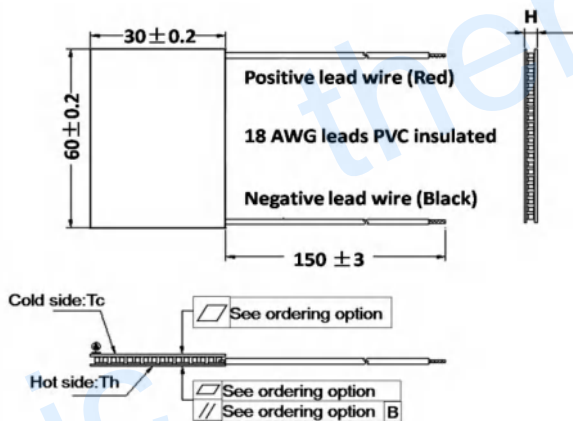 30±0.2
H
60±0.2
Positive lead wire (Red)
18 AWG leads PVC insulated
Negative lead wire (Black)
150 ±3
Cold side:Tc
See ordering option
Hot side:Th
See ordering option
// See ordering option B